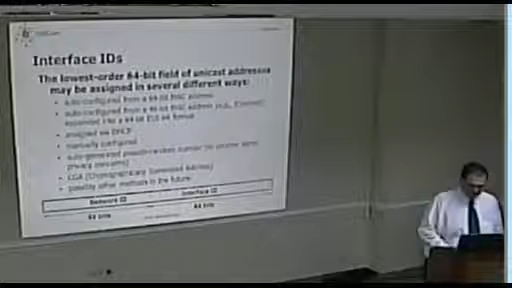 Interface IDs
The lowest-order 64-bit field of unicast addresses
may be assigned in several different ways:
auto-configured from a 64-bit MAC address
auto-configured from a 48-bit MAC address (e.g., Ethernet)
expanded into a 64-bit EUI-64 format
assigned via DHCP
manually configured
auto-generated pseudo-random number
privacy concerns)
CGA (Cryptographically Generated Address)
possibly other methods in the future
Network ID Interface ID
64 bits 64 bits